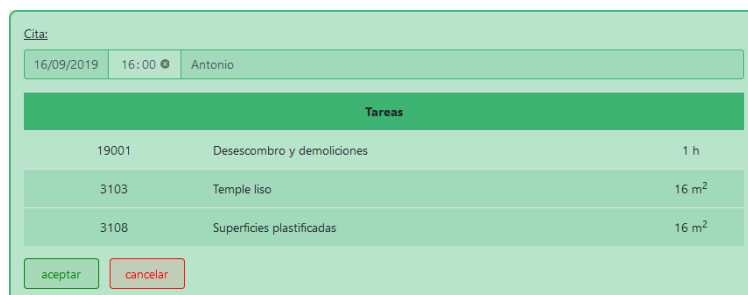 Cita:
16/09/2019 16:00 Antonio
Tareas
19001 Desescombro y demoliciones 1 h
3103 Temple liso 16 m²
3108 Superficies plastificadas 16 m²
aceptar cancelar